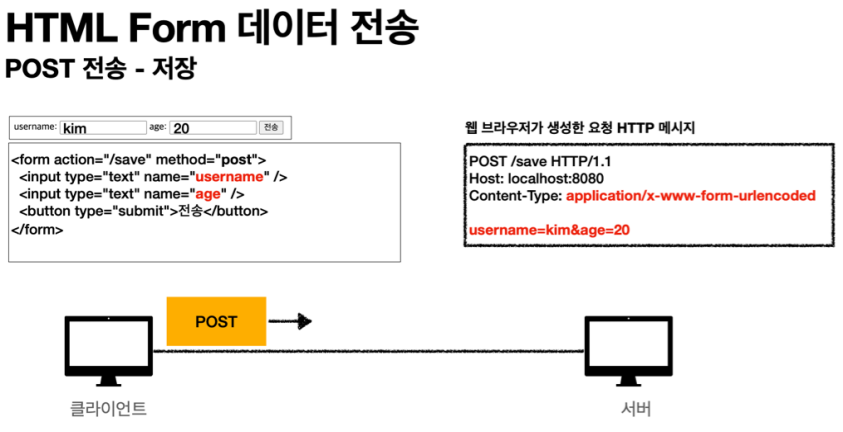 HTML Form 데이터 전송
POST 전송 - 저장
username: kim age: 20 전송
<form action="/save" method="post">
<input type="text" name="username" />
<input type="text" name="age" />
<button type="submit">전송</button>
</form>
웹 브라우저가 생성한 요청 HTTP 메시지
POST /save HTTP/1.1
Host: localhost:8080
Content-Type: application/x-www-form-urlencoded
username=kim&age=20
POST
클라이언트
서버